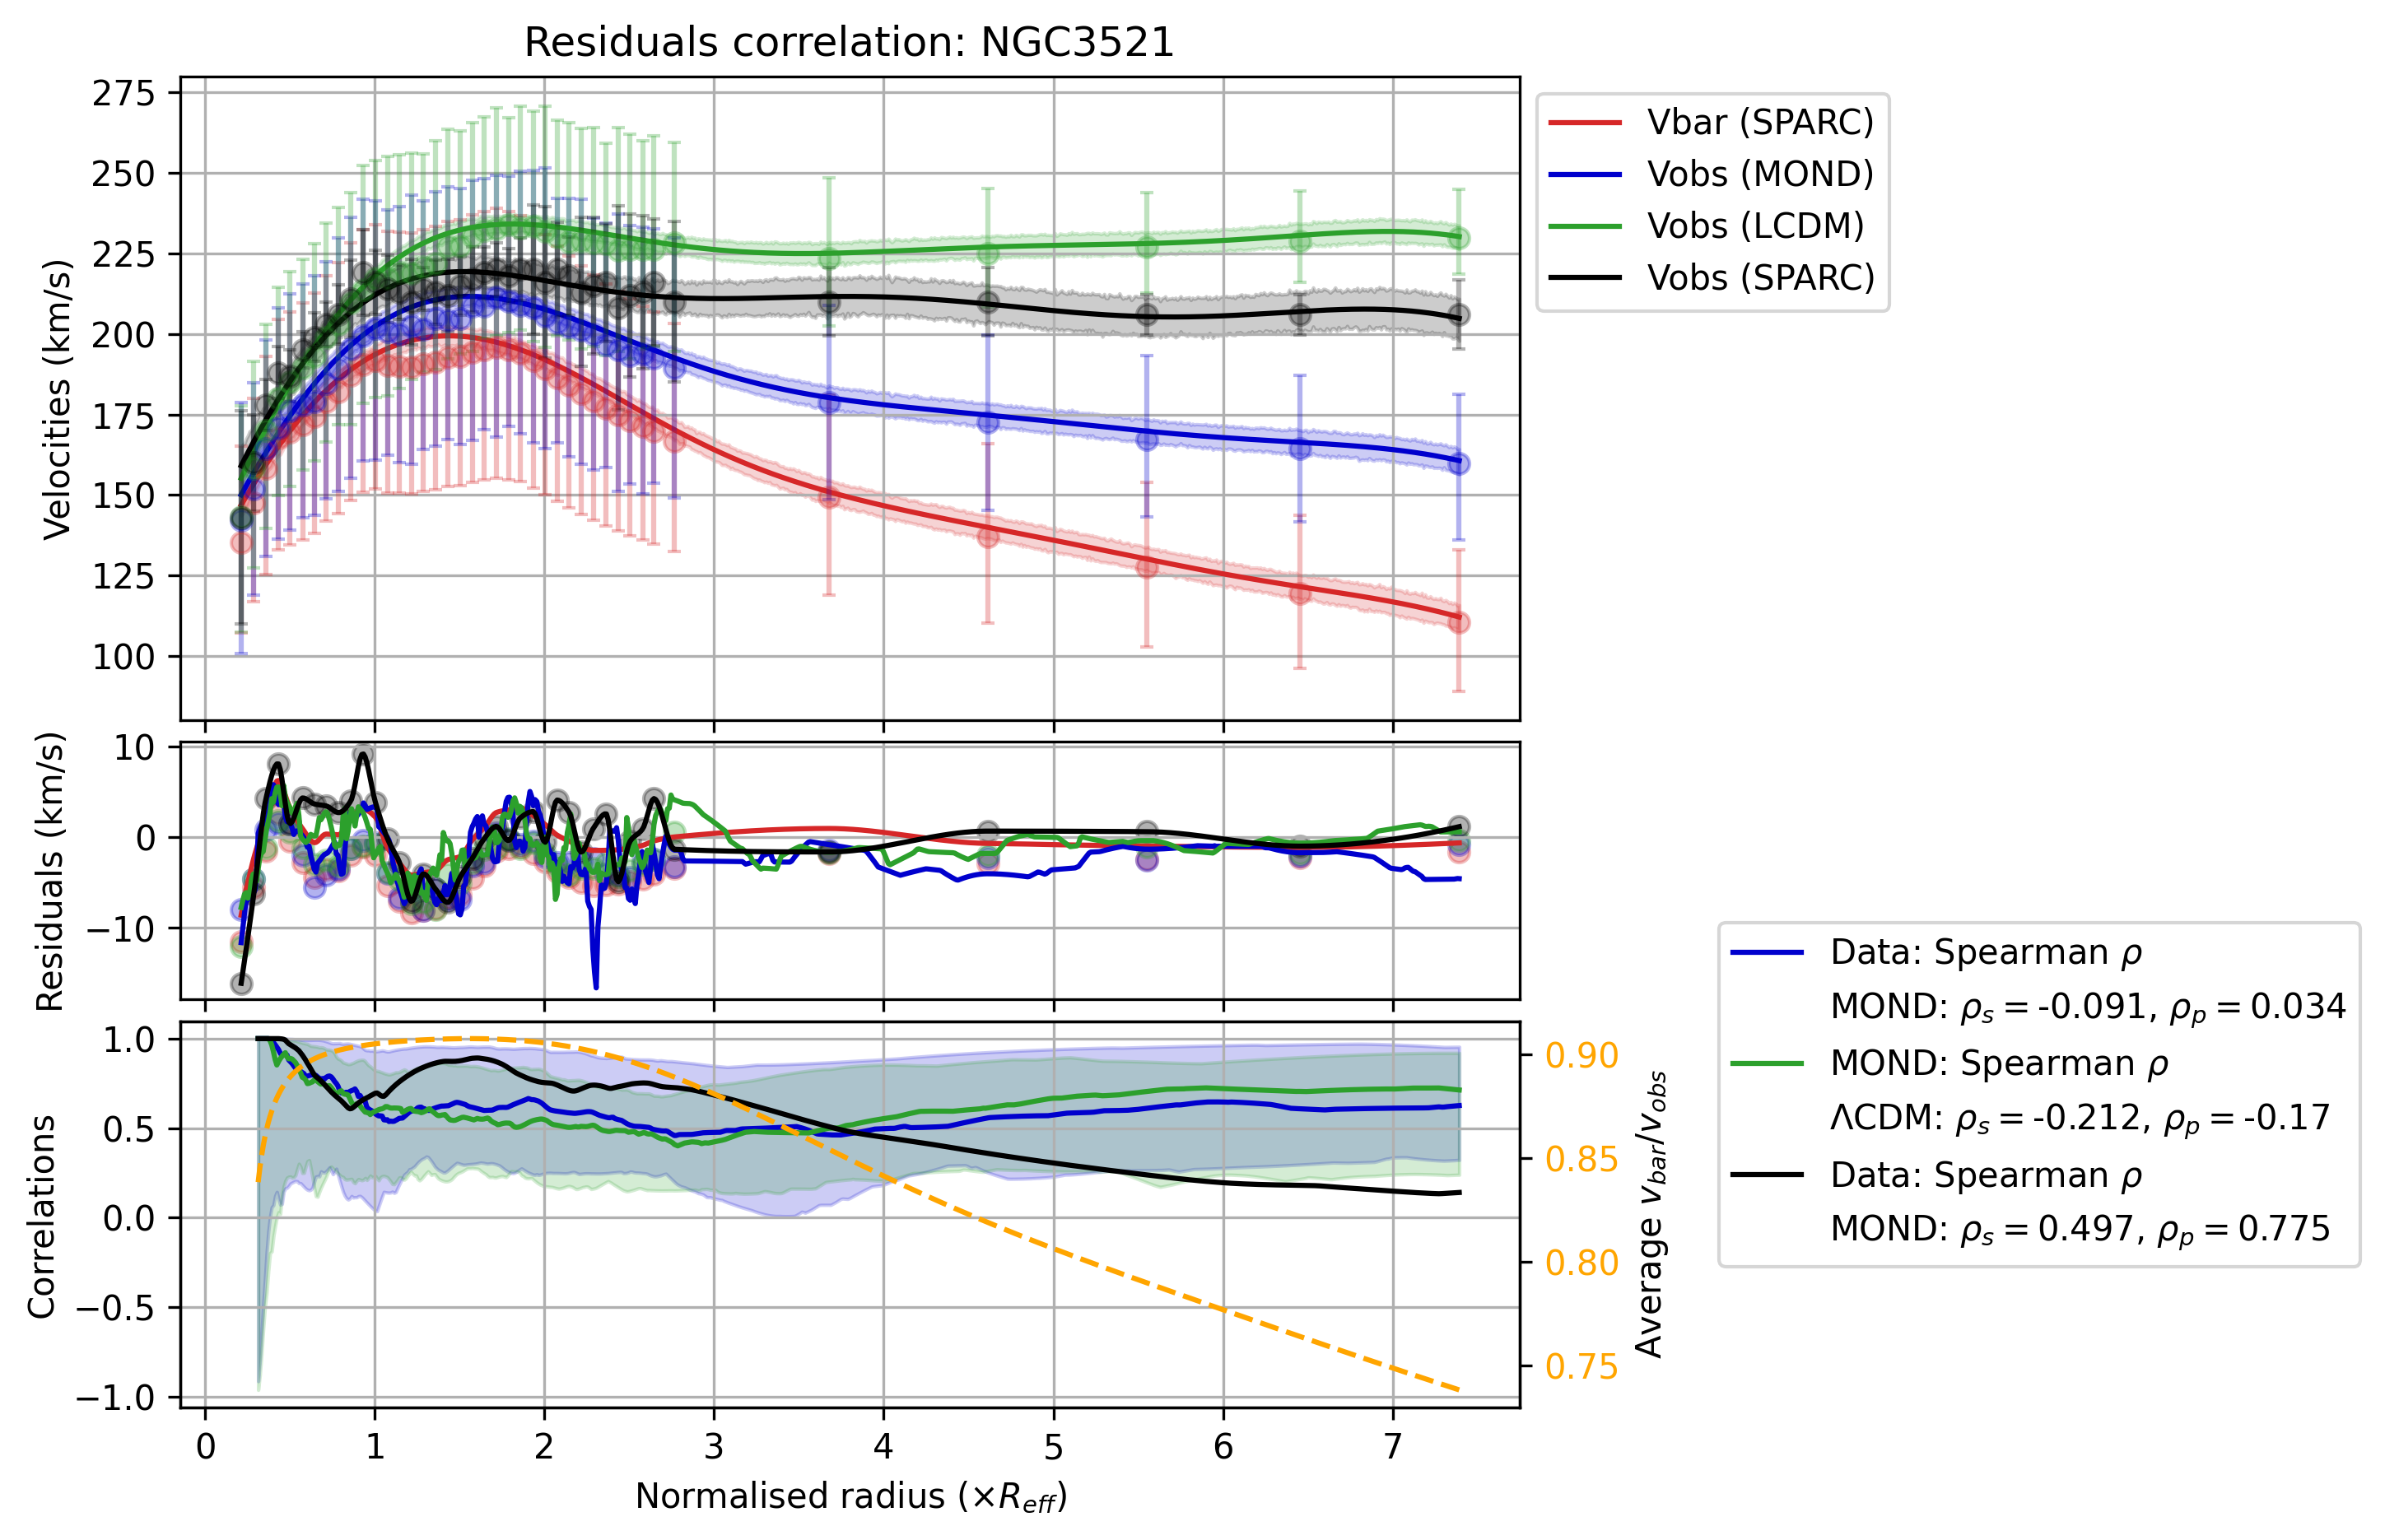 Residuals correlation: NGC3521
275
250
225
200
175
150
125
100
Velocities (km/s)
Vbar (SPARC)
Vobs (MOND)
Vobs (LCDM)
Vobs (SPARC)
10
0
−10
Residuals (km/s)
1.0
0.5
0.0
−0.5
−1.0
Correlations
0.90
0.85
0.80
0.75
Average v_bar/v_obs
0 1 2 3 4 5 6 7
Normalised radius (×R_eff)
Data: Spearman ρ
MOND: ρ_s = -0.091, ρ_p = 0.034
MOND: Spearman ρ
ΛCDM: ρ_s = -0.212, ρ_p = -0.17
Data: Spearman ρ
MOND: ρ_s = 0.497, ρ_p = 0.775